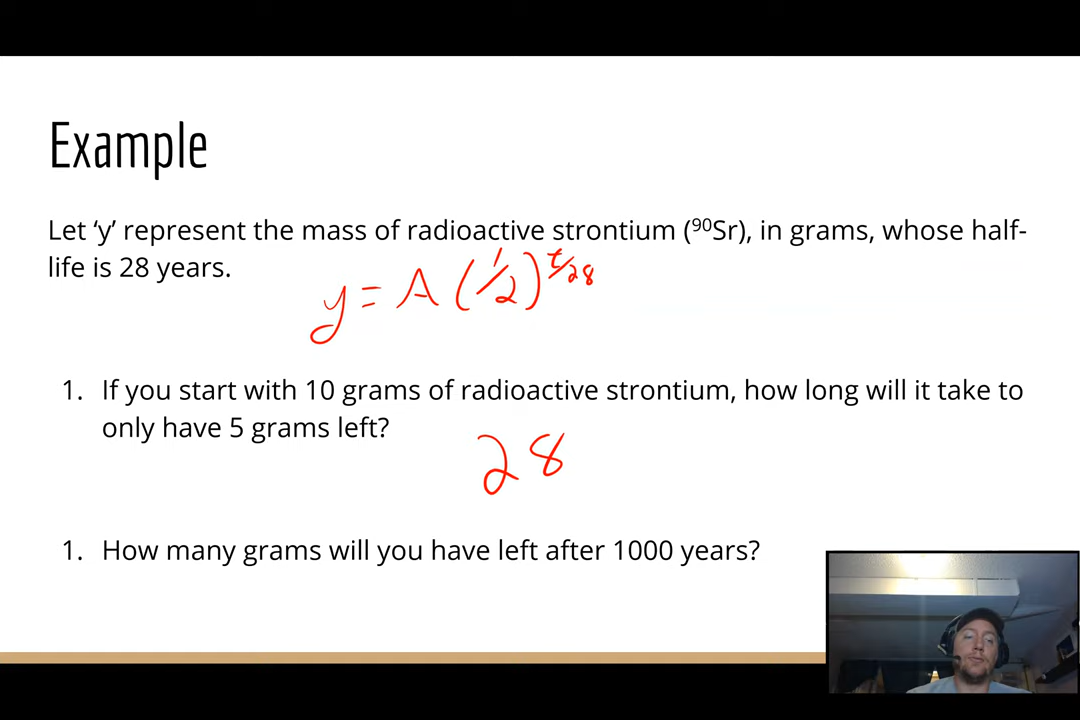 Example
Let ‘y’ represent the mass of radioactive strontium (⁹⁰Sr), in grams, whose half-
life is 28 years.
y = A (1/2)^t/28
1. If you start with 10 grams of radioactive strontium, how long will it take to
only have 5 grams left?
28
1. How many grams will you have left after 1000 years?